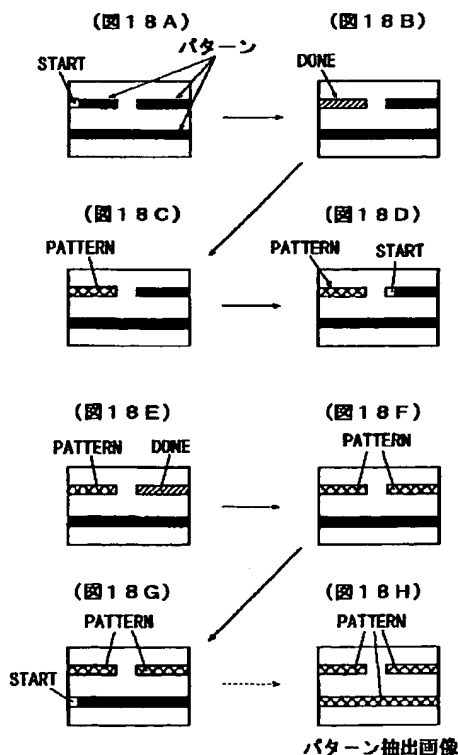 (図18A)
パターン
START
(図18B)
DONE
(図18C)
PATTERN
(図18D)
PATTERN
START
(図18E)
PATTERN
DONE
(図18F)
PATTERN
(図18G)
PATTERN
START
(図18H)
PATTERN
パターン抽出画像